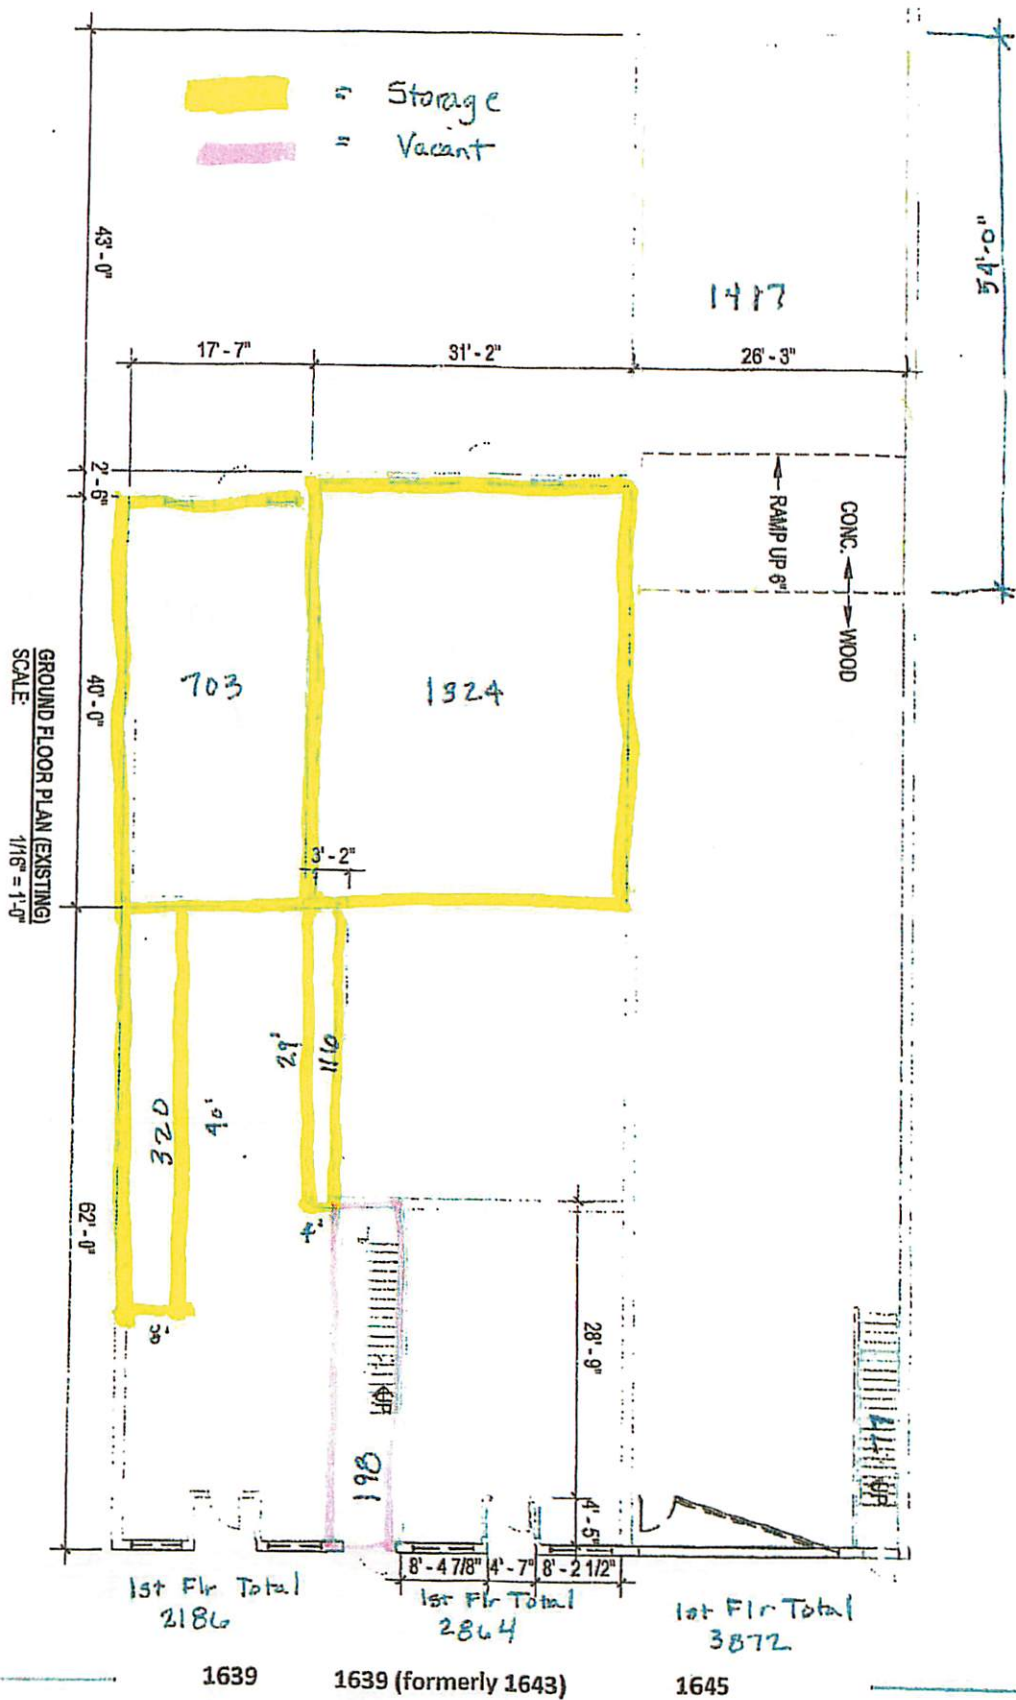 = Storage
= Vacant
54'-0"
43'-0"
1417
17'-7"
31'-2"
26'-3"
2'-6"
RAMP UP 6"
CONC.
WOOD
703
1324
40'-0"
GROUND FLOOR PLAN (EXISTING)
SCALE: 1/16" = 1'-0"
3'-2"
29'
116
320
40'
62'-0"
4'
8'
UP
28'-9"
198
UP
4'-5"
8'-4 7/8"
4'-7"
8'-2 1/2"
1st Flr Total
2186
1st Flr Total
2864
1st Flr Total
3872
1639
1639 (formerly 1643)
1645